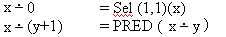 x ∸ 0 = Sel (1,1)(x)
x ∸ (y+1) = PRED ( x ∸ y )